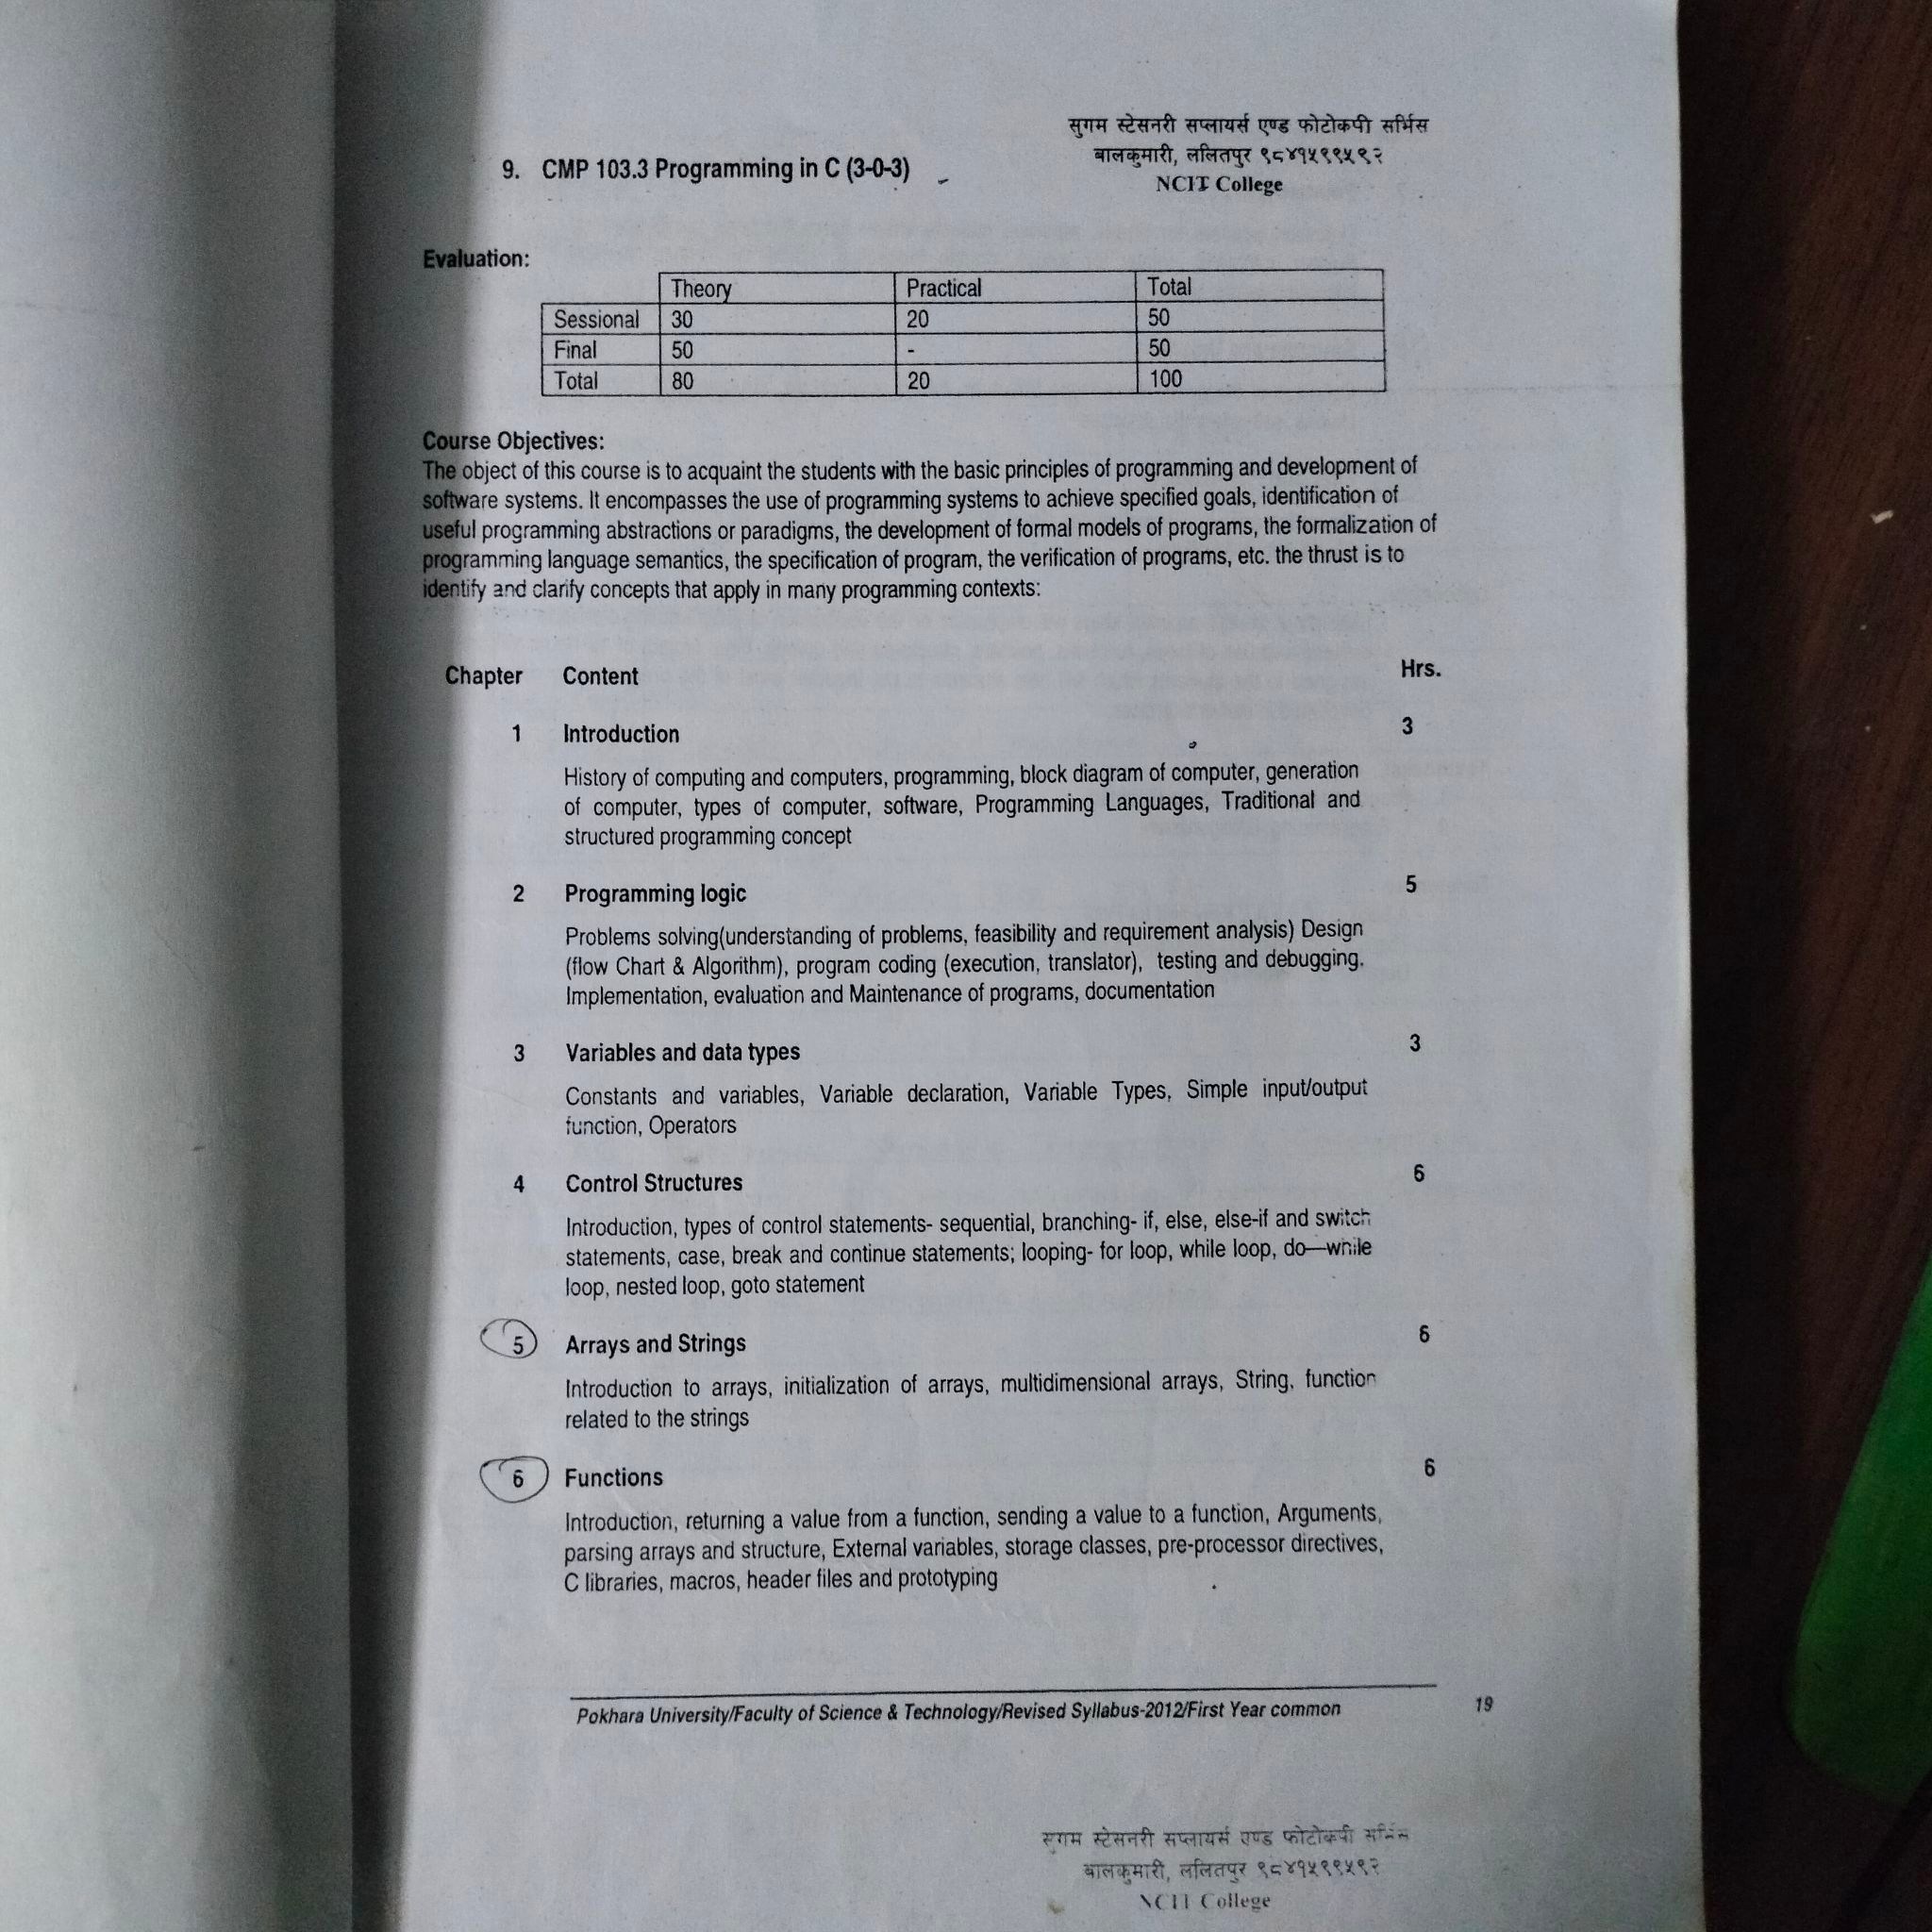 सुगम स्टेसनरी सप्लायर्स एण्ड फोटोकपी सर्भिस
बालकुमारी, ललितपुर ९८४१५९९५९२
NCIT College
9. CMP 103.3 Programming in C (3-0-3)
Evaluation:
Theory Practical Total
Sessional 30 20 50
Final 50 - 50
Total 80 20 100
Course Objectives:
The object of this course is to acquaint the students with the basic principles of programming and development of
software systems. It encompasses the use of programming systems to achieve specified goals, identification of
useful programming abstractions or paradigms, the development of formal models of programs, the formalization of
programming language semantics, the specification of program, the verification of programs, etc. the thrust is to
identify and clarify concepts that apply in many programming contexts:
Chapter Content Hrs.
1 Introduction 3
History of computing and computers, programming, block diagram of computer, generation
of computer, types of computer, software, Programming Languages, Traditional and
structured programming concept
2 Programming logic 5
Problems solving(understanding of problems, feasibility and requirement analysis) Design
(flow Chart & Algorithm), program coding (execution, translator), testing and debugging.
Implementation, evaluation and Maintenance of programs, documentation
3 Variables and data types 3
Constants and variables, Variable declaration, Variable Types, Simple input/output
function, Operators
4 Control Structures 6
Introduction, types of control statements- sequential, branching- if, else, else-if and switch
statements, case, break and continue statements; looping- for loop, while loop, do—while
loop, nested loop, goto statement
5 Arrays and Strings 6
Introduction to arrays, initialization of arrays, multidimensional arrays, String, function
related to the strings
6 Functions 6
Introduction, returning a value from a function, sending a value to a function, Arguments,
parsing arrays and structure, External variables, storage classes, pre-processor directives,
C libraries, macros, header files and prototyping
Pokhara University/Faculty of Science & Technology/Revised Syllabus-2012/First Year common 19
सुगम स्टेसनरी सप्लायर्स एण्ड फोटोकपी सर्भिस
बालकुमारी, ललितपुर ९८४१५९९५९२
NCIT College